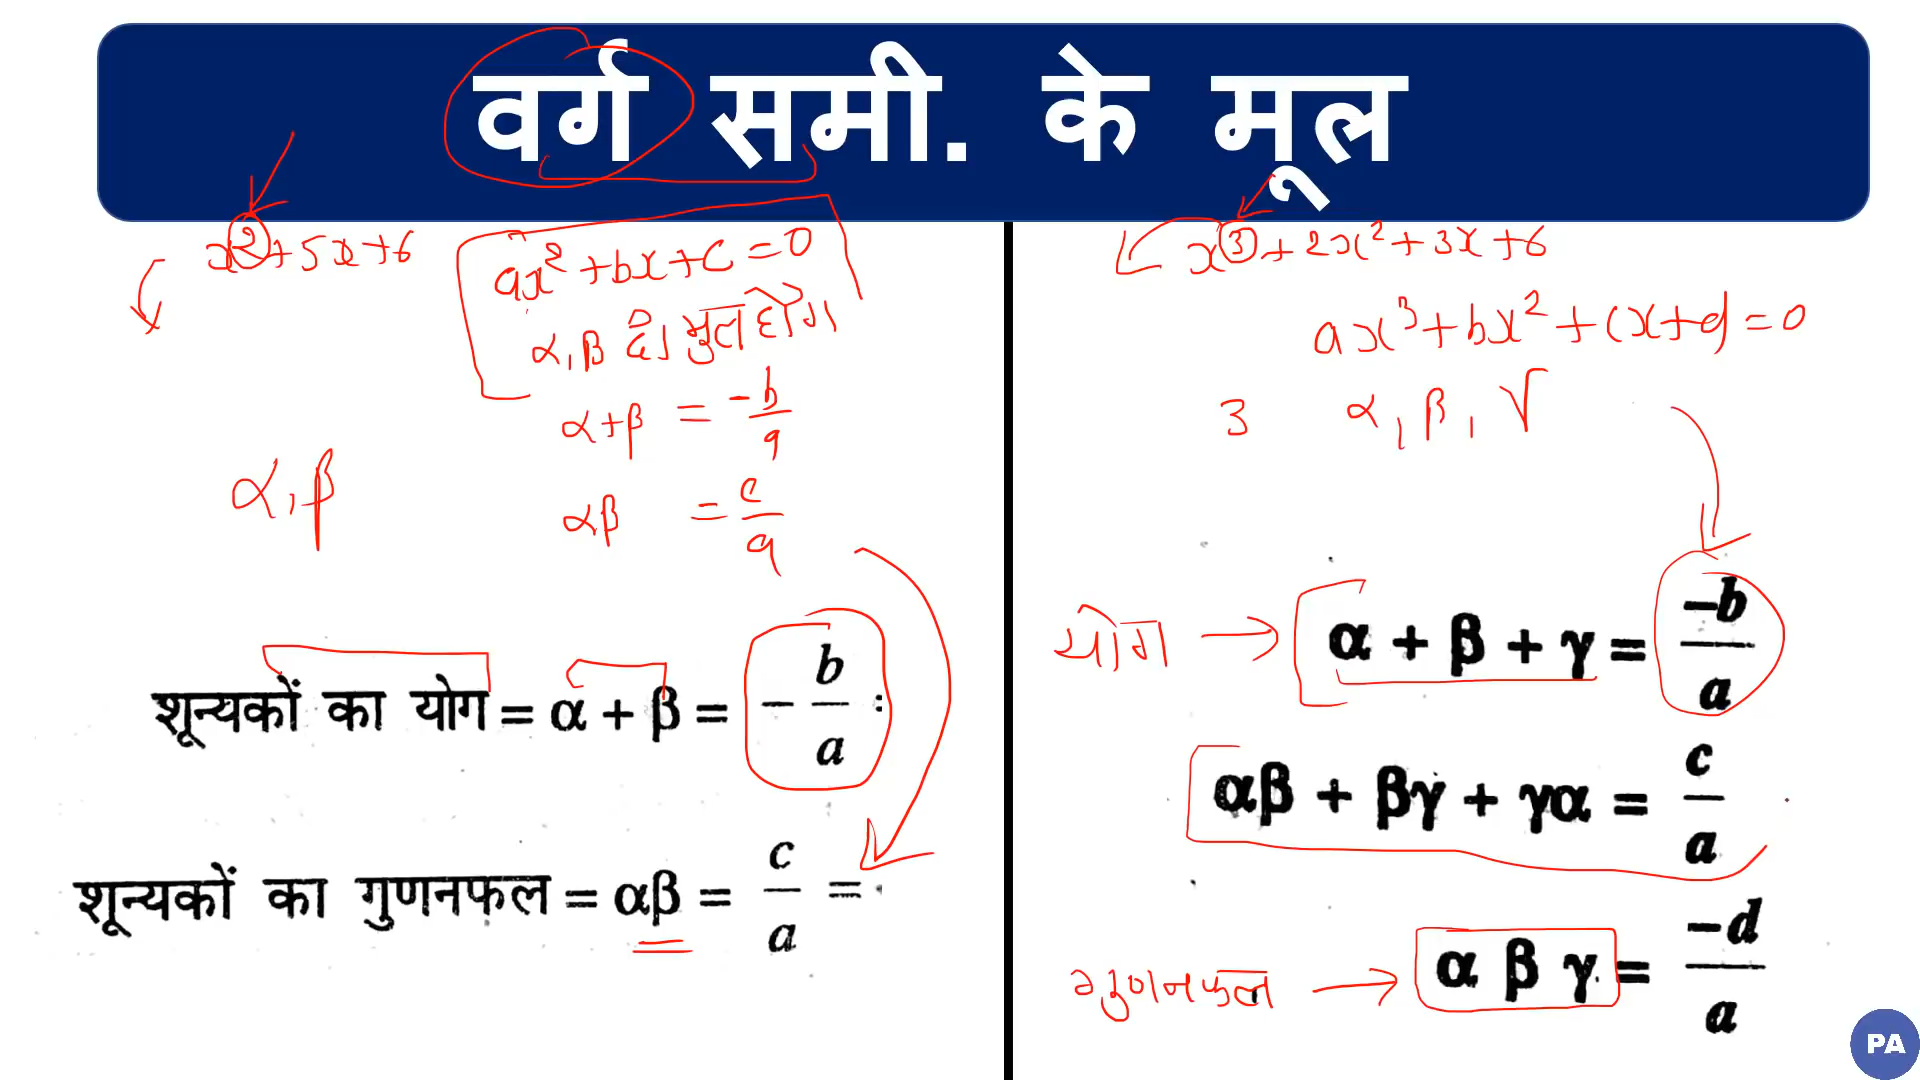 वर्ग समी. के मूल
x²+5x+6
ax²+bx+c=0
α,β दो मुल होंग
α+β = -b/a
α,β
αβ = c/a
शून्यकों का योग = α + β = - b/a
शून्यकों का गुणनफल = αβ = c/a =
x³+2x²+3x+6
ax³+bx²+cx+d=0
3 α, β, √
योग → α + β + γ = -b/a
αβ + βγ + γα = c/a
गुणनफल → α β γ = -d/a
PA